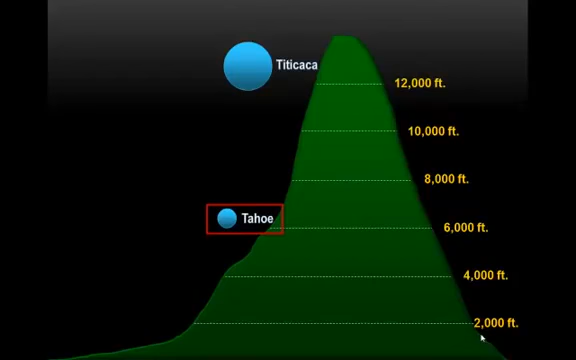 Titicaca
12,000 ft.
10,000 ft.
8,000 ft.
Tahoe
6,000 ft.
4,000 ft.
2,000 ft.